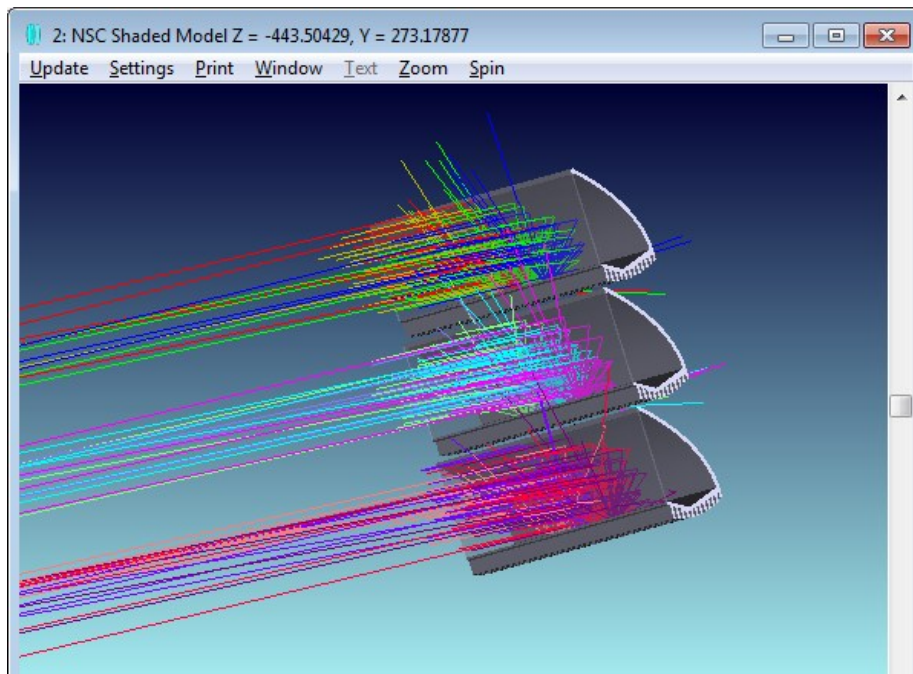 2: NSC Shaded Model Z = -443.50429, Y = 273.17877
Update Settings Print Window Text Zoom Spin